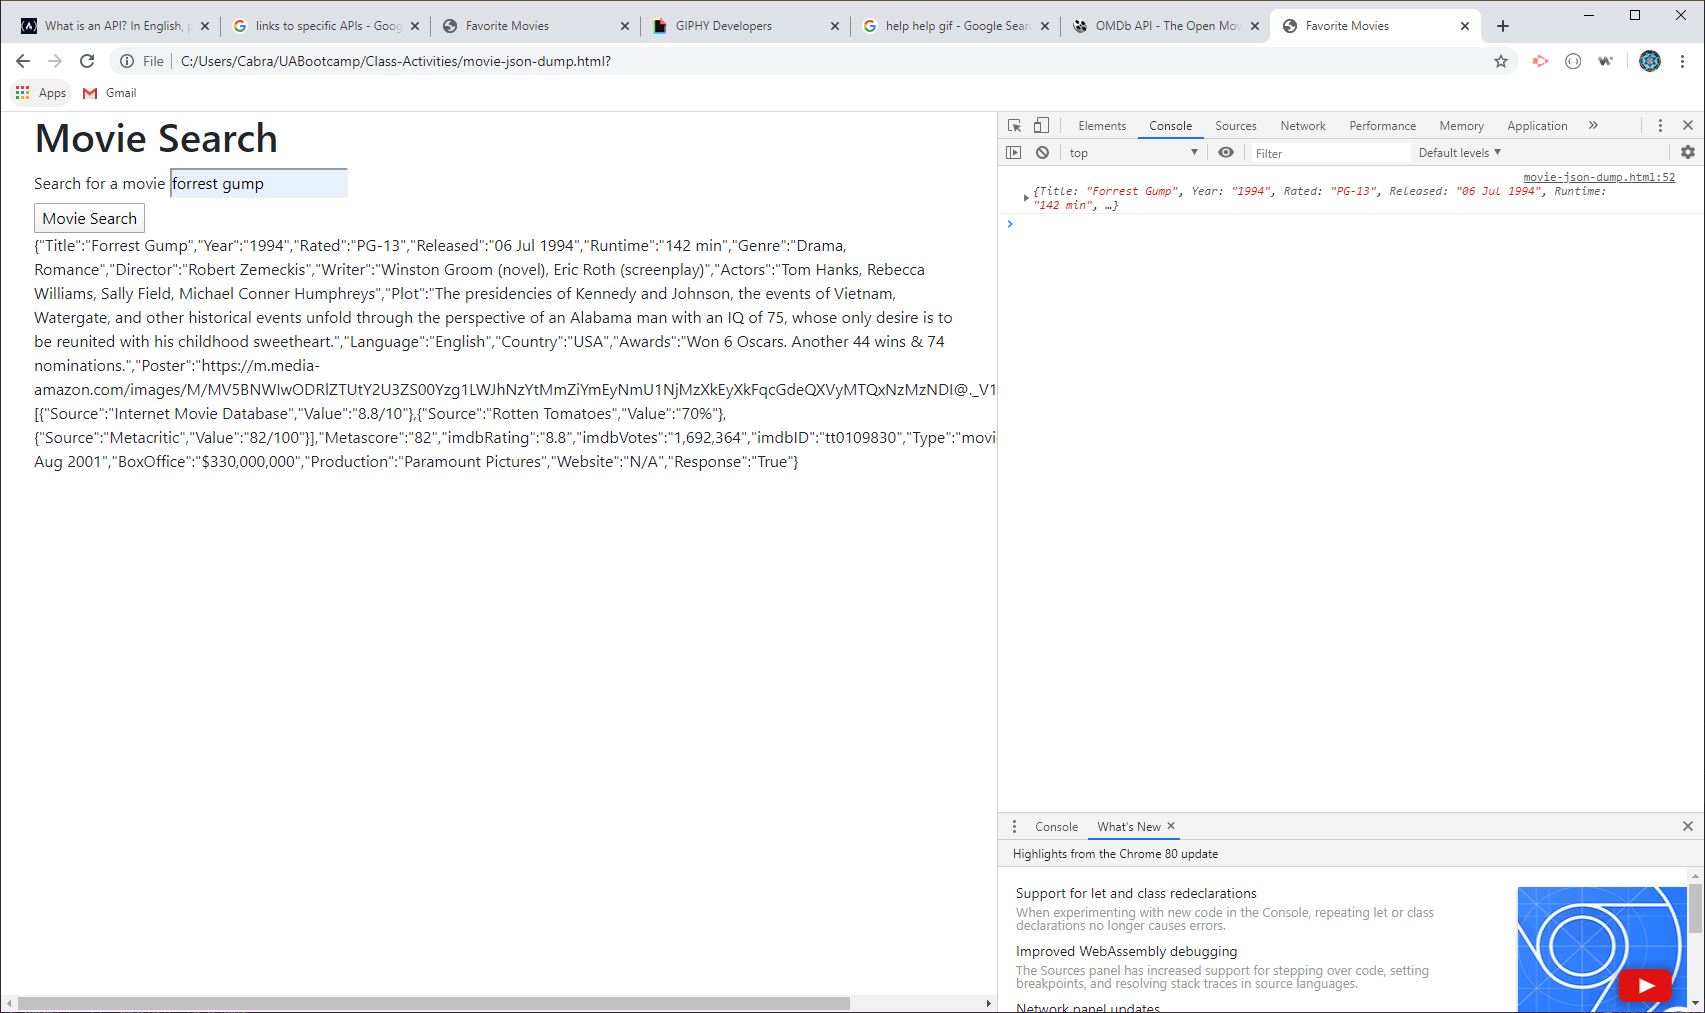 What is an API? In English, p
links to specific APIs - Goog
Favorite Movies
GIPHY Developers
help help gif - Google Searc
OMDb API - The Open Mov
Favorite Movies
File
C:/Users/Cabra/UABootcamp/Class-Activities/movie-json-dump.html?
Apps
Gmail
Movie Search
Search for a movie forrest gump
Movie Search
{"Title":"Forrest Gump","Year":"1994","Rated":"PG-13","Released":"06 Jul 1994","Runtime":"142 min","Genre":"Drama,
Romance","Director":"Robert Zemeckis","Writer":"Winston Groom (novel), Eric Roth (screenplay)","Actors":"Tom Hanks, Rebecca
Williams, Sally Field, Michael Conner Humphreys","Plot":"The presidencies of Kennedy and Johnson, the events of Vietnam,
Watergate, and other historical events unfold through the perspective of an Alabama man with an IQ of 75, whose only desire is to
be reunited with his childhood sweetheart.","Language":"English","Country":"USA","Awards":"Won 6 Oscars. Another 44 wins & 74
nominations.","Poster":"https://m.media-
amazon.com/images/M/MV5BNWIwODRlZTUtY2U3ZS00Yzg1LWJhNzYtMmZiYmEyNmU1NjMzXkEyXkFqcGdeQXVyMTQxNzMzNDI@._V1
[{"Source":"Internet Movie Database","Value":"8.8/10"},{"Source":"Rotten Tomatoes","Value":"70%"},
{"Source":"Metacritic","Value":"82/100"}],"Metascore":"82","imdbRating":"8.8","imdbVotes":"1,692,364","imdbID":"tt0109830","Type":"movi
Aug 2001","BoxOffice":"$330,000,000","Production":"Paramount Pictures","Website":"N/A","Response":"True"}
Elements Console Sources Network Performance Memory Application »
top Filter Default levels
movie-json-dump.html:52
{Title: "Forrest Gump", Year: "1994", Rated: "PG-13", Released: "06 Jul 1994", Runtime:
"142 min", …}
Console What's New
Highlights from the Chrome 80 update
Support for let and class redeclarations
When experimenting with new code in the Console, repeating let or class
declarations no longer causes errors.
Improved WebAssembly debugging
The Sources panel has increased support for stepping over code, setting
breakpoints, and resolving stack traces in source languages.
Network panel updates